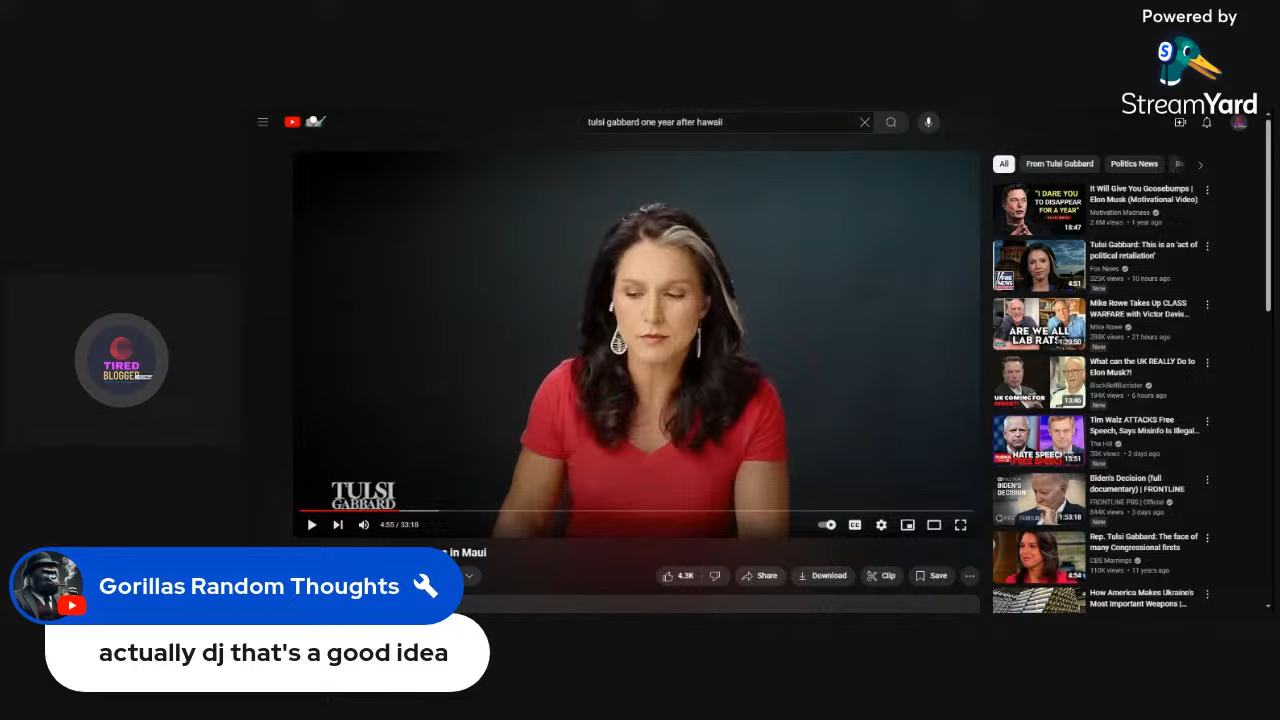 Powered by
StreamYard
tulsi gabbard one year after hawaii
All
From Tulsi Gabbard
Politics News
"I DARE YOU
TO DISAPPEAR
FOR A YEAR"
18:47
It Will Give You Goosebumps |
Elon Musk (Motivational Video)
Motivation Madness
2.6M views • 1 year ago
4:51
Tulsi Gabbard: This is an 'act of
political retaliation'
Fox News
325K views • 10 hours ago
New
ARE WE ALL
LAB RATS
1:20:50
Mike Rowe Takes Up CLASS
WARFARE with Victor Davis...
Mike Rowe
288K views • 21 hours ago
New
UK COMING FOR
13:46
What can the UK REALLY Do to
Elon Musk?!
BlackBeltBarrister
194K views • 6 hours ago
New
HATE SPEECH
FREE SPEECH
15:51
Tim Walz ATTACKS Free
Speech, Says Misinfo Is Illegal...
The Hill
38K views • 2 days ago
New
BIDEN'S
DECISION
1:53:18
Biden's Decision (full
documentary) | FRONTLINE
FRONTLINE PBS | Official
844K views • 3 days ago
New
4:54
Rep. Tulsi Gabbard: The face of
many Congressional firsts
CBS Mornings
110K views • 11 years ago
How America Makes Ukraine's
Most Important Weapons |...
TIRED
BLOGGER
TULSI
GABBARD
4:55 / 33:18
CC
in Maui
4.3K
Share
Download
Clip
Save
Gorillas Random Thoughts
actually dj that's a good idea